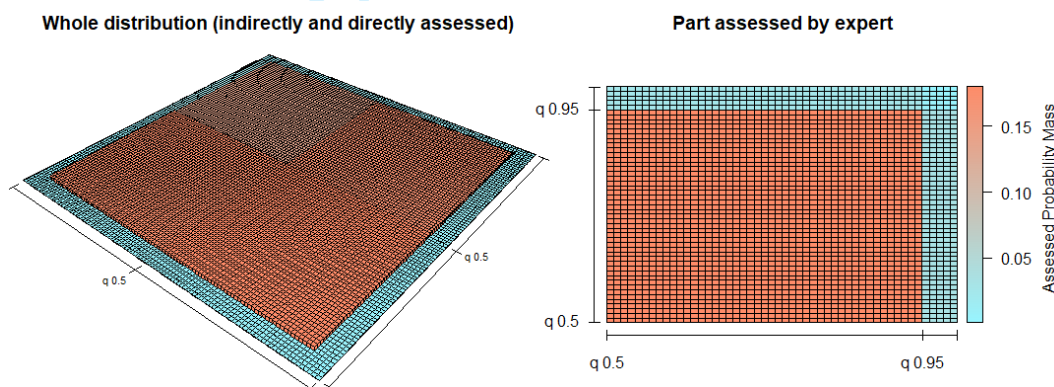 Whole distribution (indirectly and directly assessed)
q 0.5
q 0.5
Part assessed by expert
q 0.95
q 0.5
q 0.5
q 0.95
0.15
0.10
0.05
Assessed Probability Mass